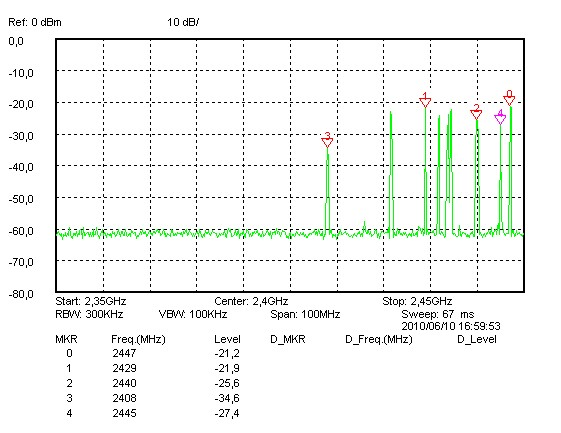 Ref: 0 dBm 10 dB/
0,0
-10,0
-20,0
-30,0
-40,0
-50,0
-60,0
-80,0
0
1
2
4
3
Start: 2,35GHz Center: 2,4GHz Stop: 2,45GHz
RBW: 300KHz VBW: 100KHz Span: 100MHz Sweep: 67 ms
2010/06/10 16:59:53
MKR Freq.(MHz) Level D_MKR D_Freq.(MHz) D_Level
0 2447 -21,2
1 2429 -21,9
2 2440 -25,6
3 2408 -34,6
4 2445 -27,4